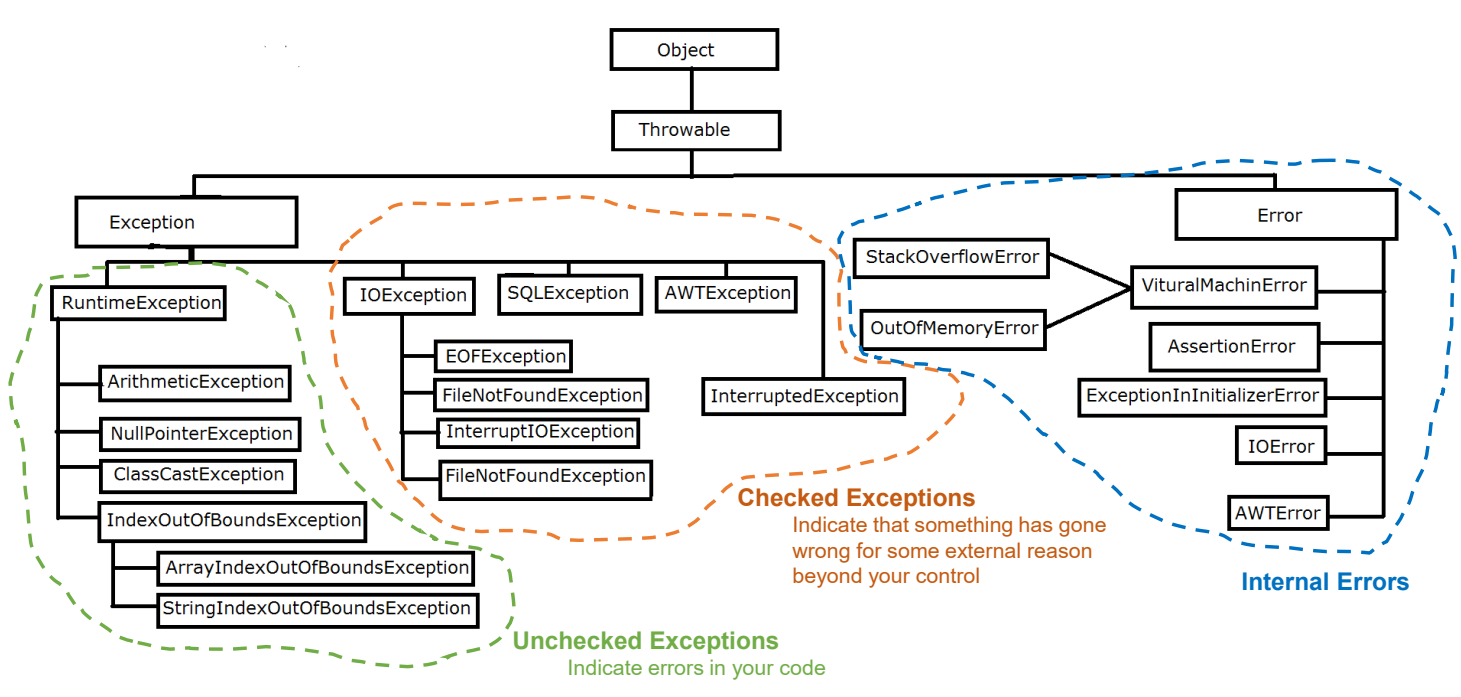 Object
Throwable
Exception
Error
RuntimeException
IOException
SQLException
AWTException
InterruptedException
EOFException
FileNotFoundException
InterruptIOException
FileNotFoundException
ArithmeticException
NullPointerException
ClassCastException
IndexOutOfBoundsException
ArrayIndexOutOfBoundsException
StringIndexOutOfBoundsException
StackOverflowError
OutOfMemoryError
VituralMachinError
AssertionError
ExceptionInInitializerError
IOError
AWTError
Checked Exceptions
Indicate that something has gone
wrong for some external reason
beyond your control
Internal Errors
Unchecked Exceptions
Indicate errors in your code